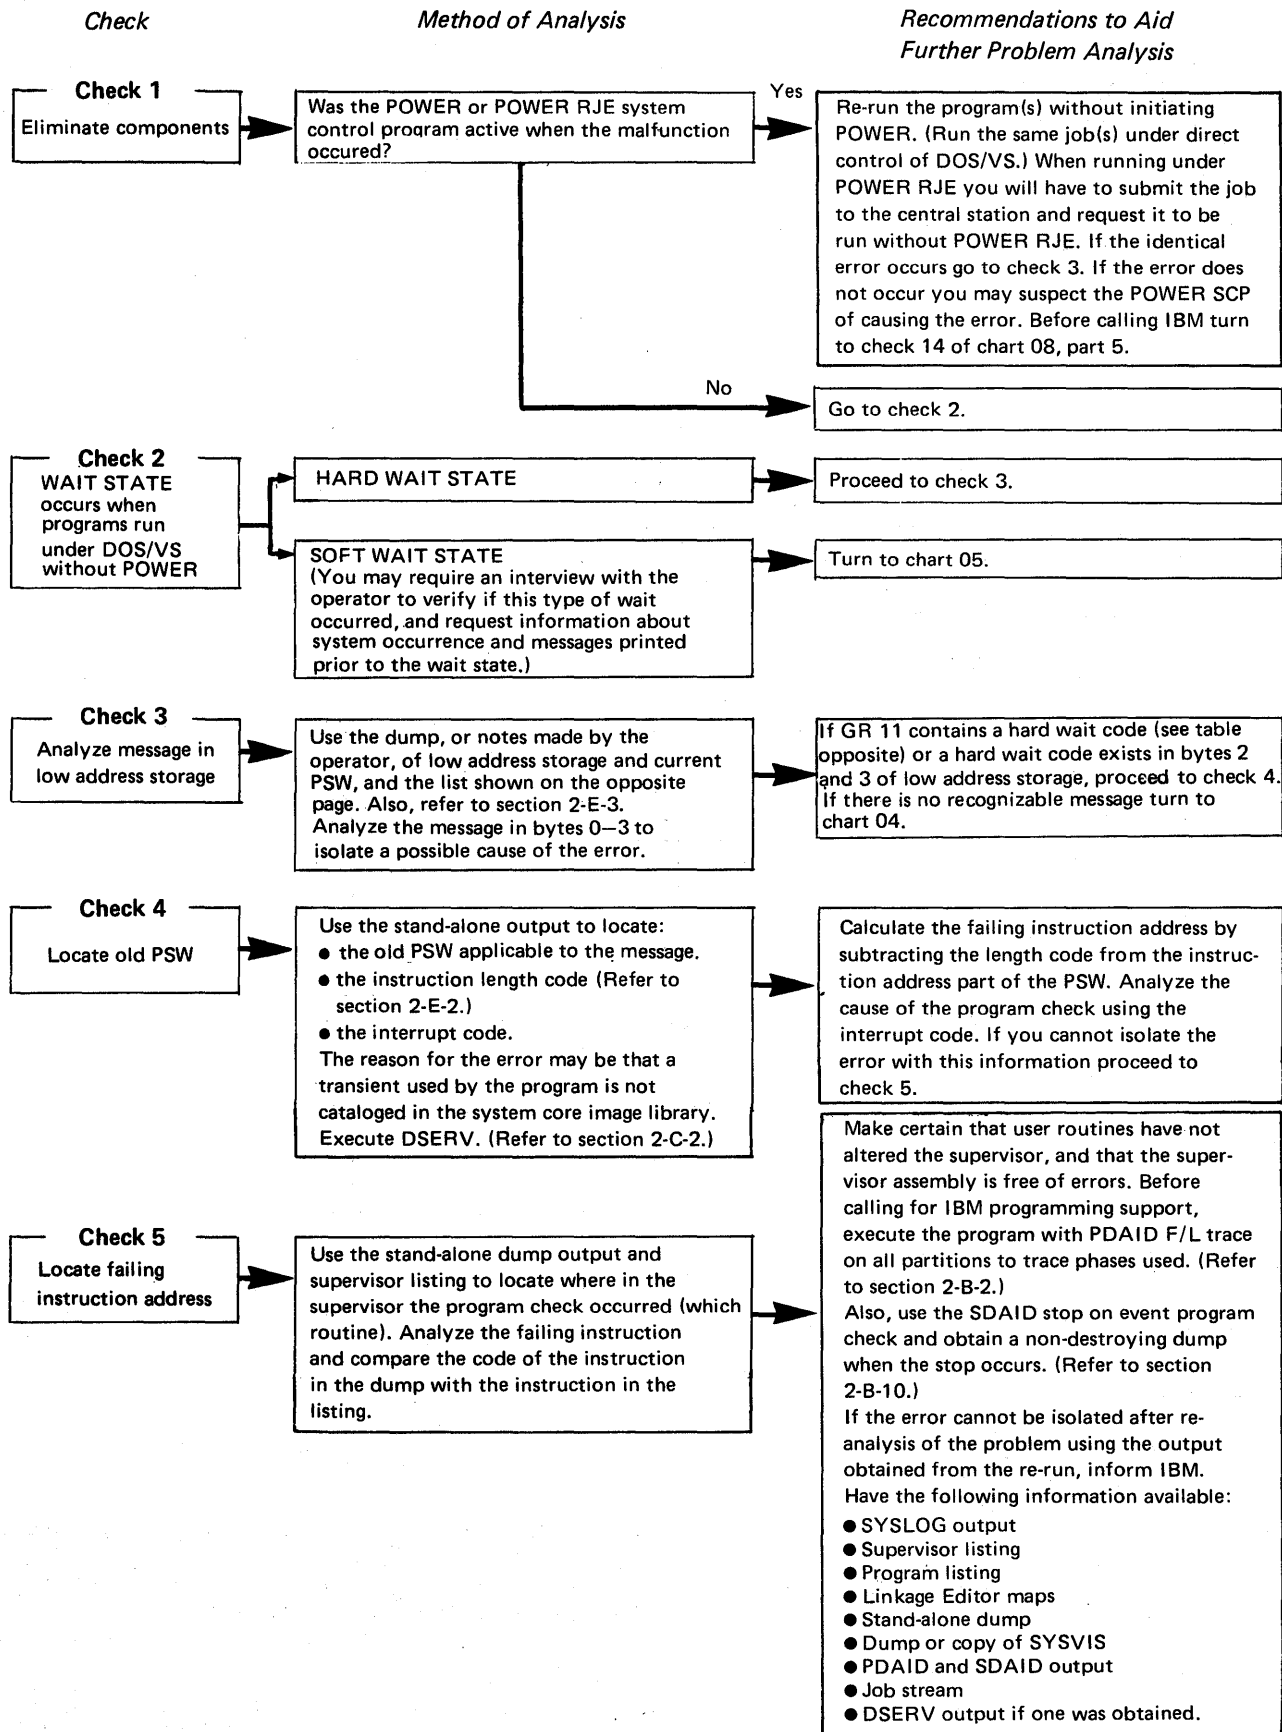 Check
Method of Analysis
Recommendations to Aid
Further Problem Analysis
Check 1
Eliminate components
Was the POWER or POWER RJE system
control program active when the malfunction
occured?
Yes
Re-run the program(s) without initiating
POWER. (Run the same job(s) under direct
control of DOS/VS.) When running under
POWER RJE you will have to submit the job
to the central station and request it to be
run without POWER RJE. If the identical
error occurs go to check 3. If the error does
not occur you may suspect the POWER SCP
of causing the error. Before calling IBM turn
to check 14 of chart 08, part 5.
No
Go to check 2.
Check 2
WAIT STATE
occurs when
programs run
under DOS/VS
without POWER
HARD WAIT STATE
Proceed to check 3.
SOFT WAIT STATE
(You may require an interview with the
operator to verify if this type of wait
occurred, and request information about
system occurrence and messages printed
prior to the wait state.)
Turn to chart 05.
Check 3
Analyze message in
low address storage
Use the dump, or notes made by the
operator, of low address storage and current
PSW, and the list shown on the opposite
page. Also, refer to section 2-E-3.
Analyze the message in bytes 0–3 to
isolate a possible cause of the error.
If GR 11 contains a hard wait code (see table
opposite) or a hard wait code exists in bytes 2
and 3 of low address storage, proceed to check 4.
If there is no recognizable message turn to
chart 04.
Check 4
Locate old PSW
Use the stand-alone output to locate:
● the old PSW applicable to the message.
● the instruction length code (Refer to
section 2-E-2.)
● the interrupt code.
The reason for the error may be that a
transient used by the program is not
cataloged in the system core image library.
Execute DSERV. (Refer to section 2-C-2.)
Calculate the failing instruction address by
subtracting the length code from the instruc-
tion address part of the PSW. Analyze the
cause of the program check using the
interrupt code. If you cannot isolate the
error with this information proceed to
check 5.
Check 5
Locate failing
instruction address
Use the stand-alone dump output and
supervisor listing to locate where in the
supervisor the program check occurred (which
routine). Analyze the failing instruction
and compare the code of the instruction
in the dump with the instruction in the
listing.
Make certain that user routines have not
altered the supervisor, and that the super-
visor assembly is free of errors. Before
calling for IBM programming support,
execute the program with PDAID F/L trace
on all partitions to trace phases used. (Refer
to section 2-B-2.)
Also, use the SDAID stop on event program
check and obtain a non-destroying dump
when the stop occurs. (Refer to section
2-B-10.)
If the error cannot be isolated after re-
analysis of the problem using the output
obtained from the re-run, inform IBM.
Have the following information available:
● SYSLOG output
● Supervisor listing
● Program listing
● Linkage Editor maps
● Stand-alone dump
● Dump or copy of SYSVIS
● PDAID and SDAID output
● Job stream
● DSERV output if one was obtained.